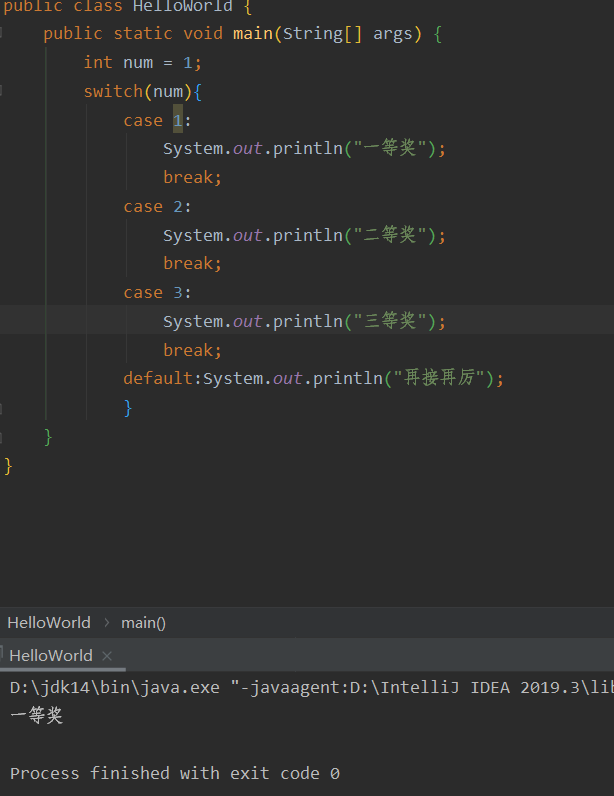 public class HelloWorld {
public static void main(String[] args) {
int num = 1;
switch(num){
case 1:
System.out.println("一等奖");
break;
case 2:
System.out.println("二等奖");
break;
case 3:
System.out.println("三等奖");
break;
default:System.out.println("再接再厉");
}
}
}
HelloWorld > main()
HelloWorld ×
D:\jdk14\bin\java.exe "-javaagent:D:\IntelliJ IDEA 2019.3\lib
一等奖
Process finished with exit code 0